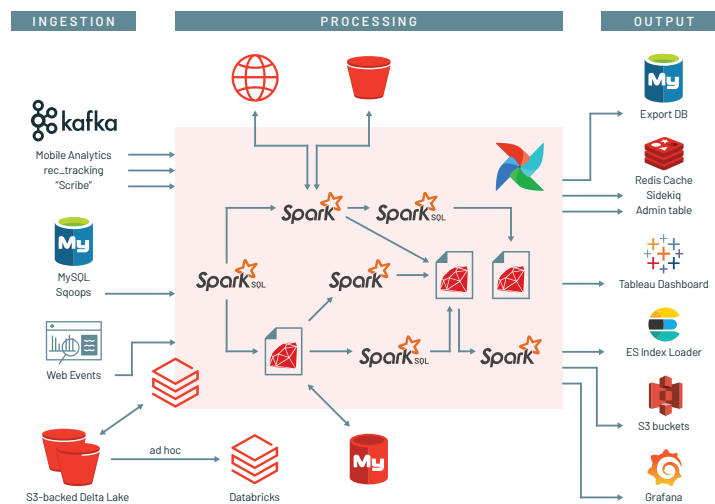 INGESTION
PROCESSING
OUTPUT
kafka
Mobile Analytics
rec_tracking
"Scribe"
My
MySQL
Sqoops
Web Events
S3-backed Delta Lake
ad hoc
Databricks
Spark
Spark SQL
Spark SQL
Spark
Spark SQL
Spark
My
My
Export DB
Redis Cache
Sidekiq
Admin table
Tableau Dashboard
ES Index Loader
S3 buckets
Grafana